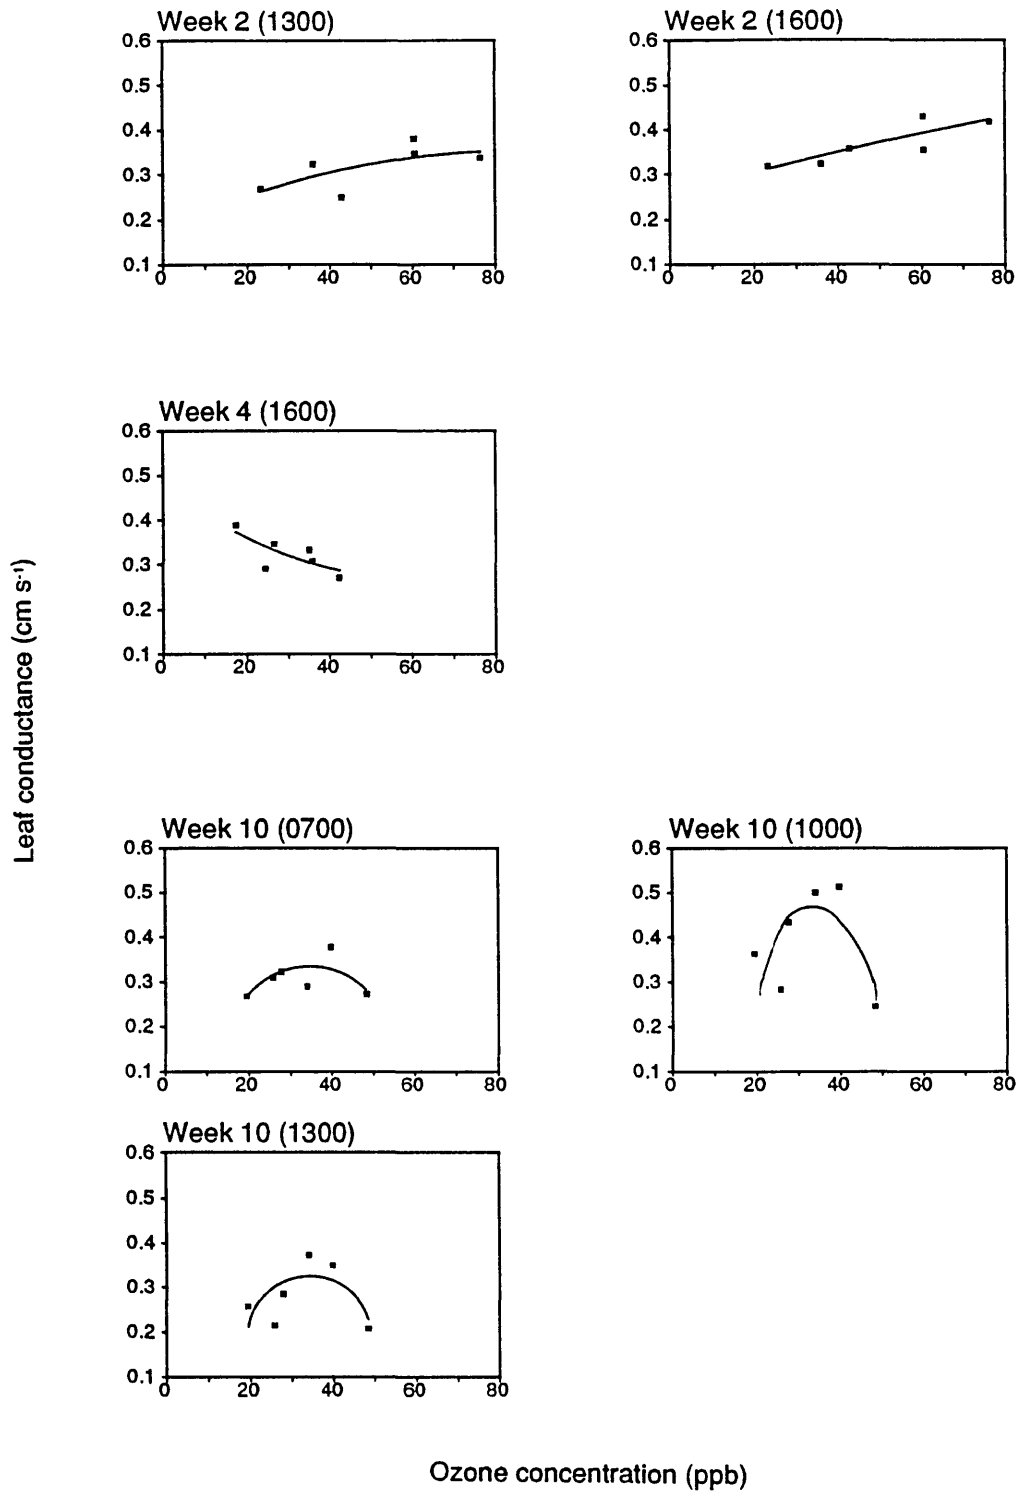 Week 2 (1300)
0.6
0.5
0.4
0.3
0.2
0.1
0 20 40 60 80
Week 2 (1600)
0.6
0.5
0.4
0.3
0.2
0.1
0 20 40 60 80
Week 4 (1600)
0.6
0.5
0.4
0.3
0.2
0.1
0 20 40 60 80
Leaf conductance (cm s⁻¹)
Week 10 (0700)
0.6
0.5
0.4
0.3
0.2
0.1
0 20 40 60 80
Week 10 (1000)
0.6
0.5
0.4
0.3
0.2
0.1
0 20 40 60 80
Week 10 (1300)
0.6
0.5
0.4
0.3
0.2
0.1
0 20 40 60 80
Ozone concentration (ppb)